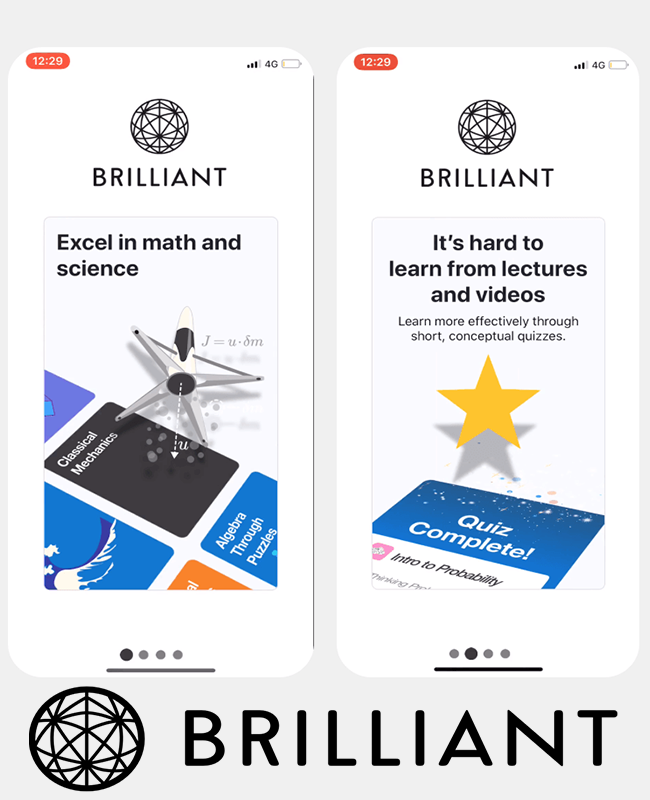 12:29
4G
BRILLIANT
Excel in math and
science
J = u·δm
u
Classical
Mechanics
Algebra
Through
Puzzles
12:29
4G
BRILLIANT
It's hard to
learn from lectures
and videos
Learn more effectively through
short, conceptual quizzes.
Quiz
Complete!
Intro to Probability
BRILLIANT